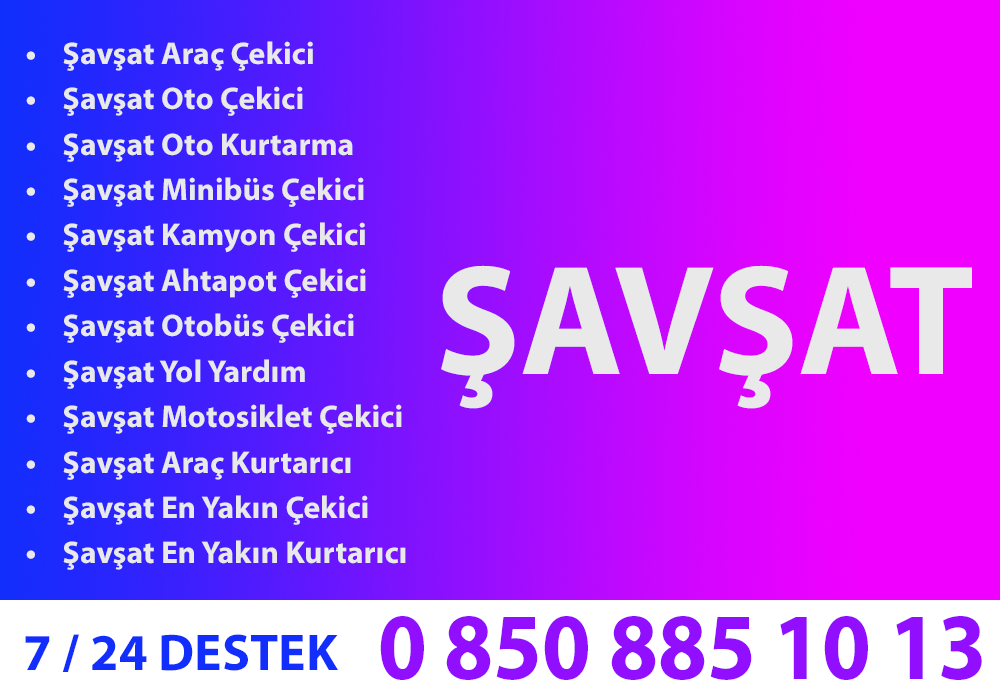 • Şavşat Araç Çekici
• Şavşat Oto Çekici
• Şavşat Oto Kurtarma
• Şavşat Minibüs Çekici
• Şavşat Kamyon Çekici
• Şavşat Ahtapot Çekici
• Şavşat Otobüs Çekici
• Şavşat Yol Yardım
• Şavşat Motosiklet Çekici
• Şavşat Araç Kurtarıcı
• Şavşat En Yakın Çekici
• Şavşat En Yakın Kurtarıcı
ŞAVŞAT
7 / 24 DESTEK 0 850 885 10 13